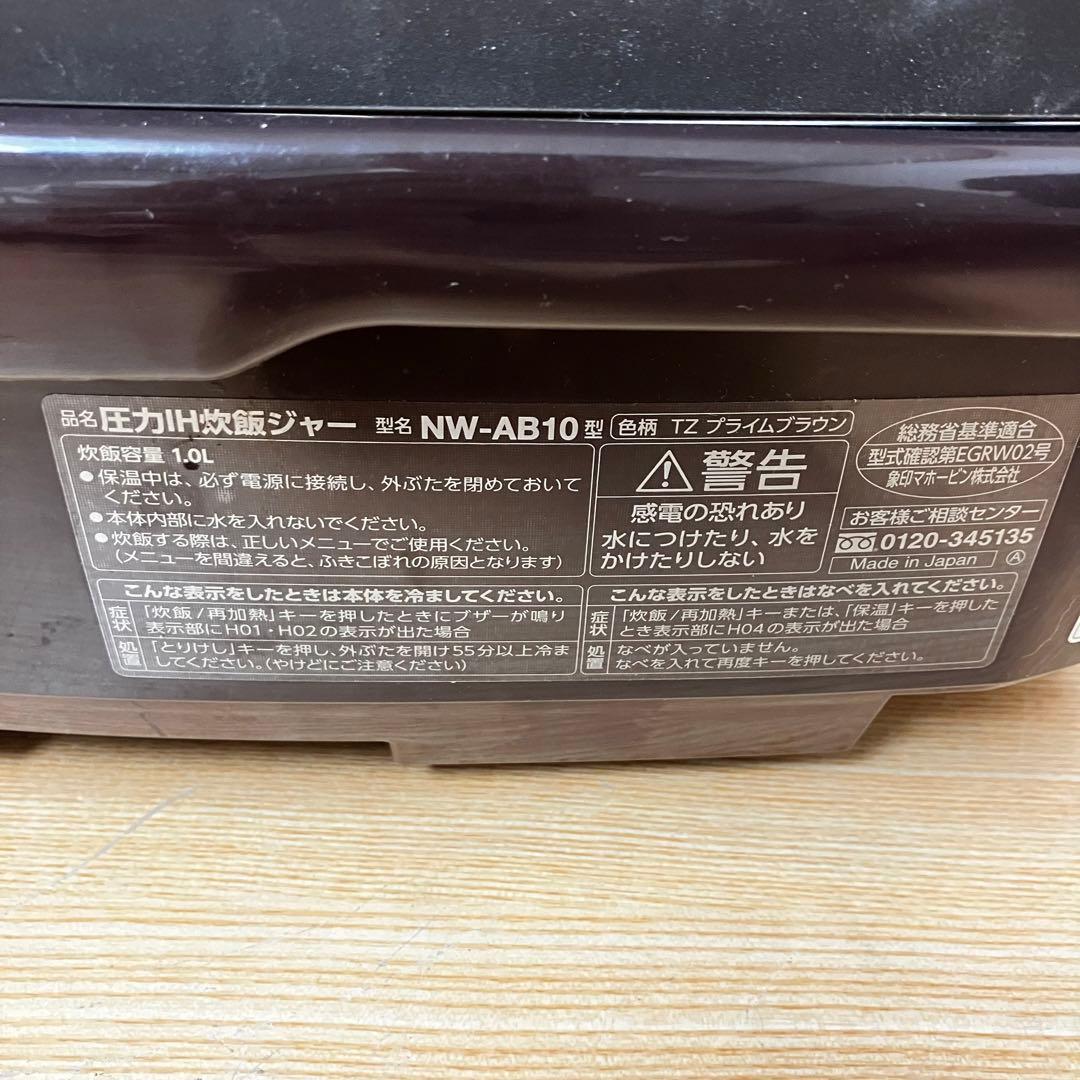 品名 圧力IH炊飯ジャー 型名 NW-AB10型 色柄 TZ プライムブラウン
炊飯容量 1.0L
●保温中は、必ず電源に接続し、外ぶたを閉めておいて
ください。
●本体内部に水を入れないでください。
●炊飯する際は、正しいメニューでご使用ください。
(メニューを間違えると、ふきこぼれの原因となります)
警告
感電の恐れあり
水につけたり、水を
かけたりしない
総務省基準適合
型式確認第EGRW02号
象印マホービン株式会社
お客様ご相談センター
0120-345135
Made in Japan Ⓐ
こんな表示をしたときは本体を冷ましてください。
症状 「炊飯/再加熱」キーを押したときにブザーが鳴り
表示部にH01・H02の表示が出た場合
処置 「とりけし」キーを押し、外ぶたを開け55分以上冷ま
してください。(やけどにご注意ください)
こんな表示をしたときはなべを入れてください。
症状 「炊飯/再加熱」キーまたは、「保温」キーを押した
とき表示部にH04の表示が出た場合
処置 なべが入っていません。
なべを入れて再度キーを押してください。